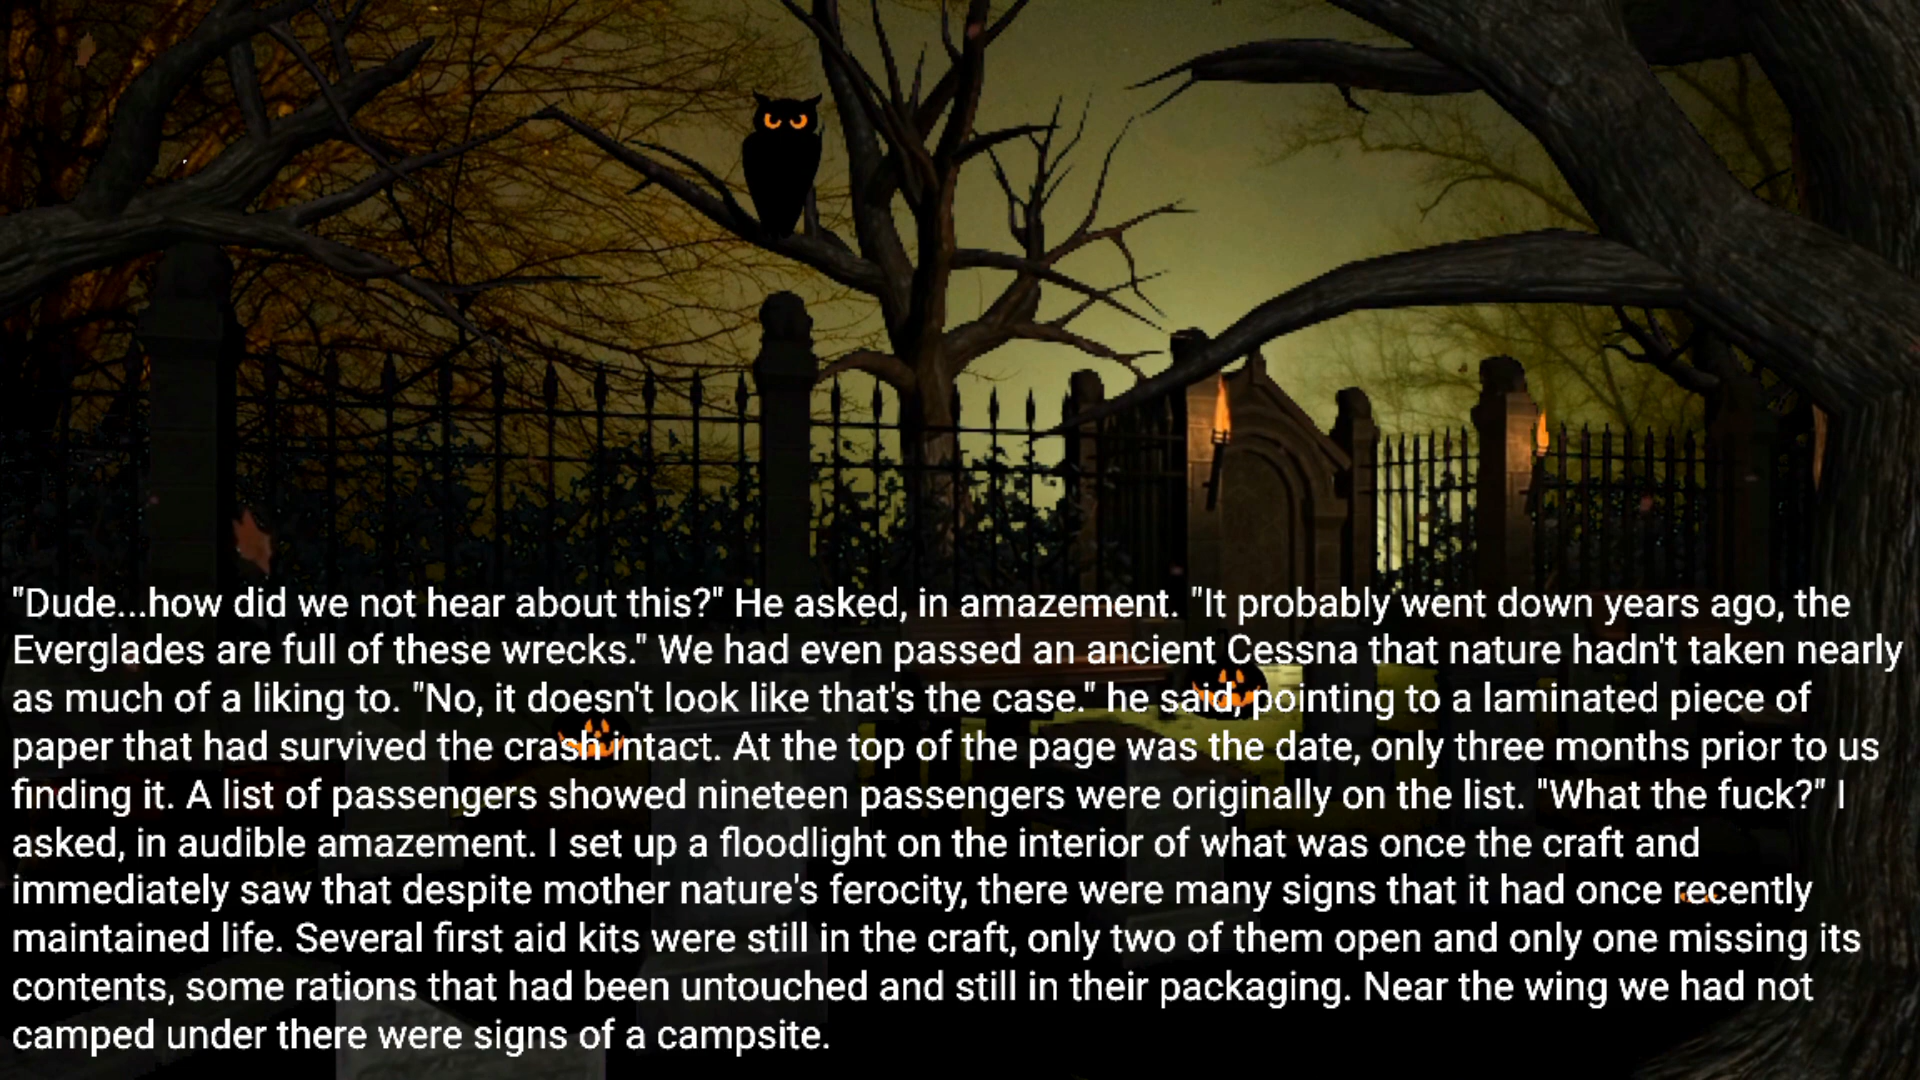 "Dude...how did we not hear about this?" He asked, in amazement. "It probably went down years ago, the
Everglades are full of these wrecks." We had even passed an ancient Cessna that nature hadn't taken nearly
as much of a liking to. "No, it doesn't look like that's the case." he said, pointing to a laminated piece of
paper that had survived the crash intact. At the top of the page was the date, only three months prior to us
finding it. A list of passengers showed nineteen passengers were originally on the list. "What the fuck?" I
asked, in audible amazement. I set up a floodlight on the interior of what was once the craft and
immediately saw that despite mother nature's ferocity, there were many signs that it had once recently
maintained life. Several first aid kits were still in the craft, only two of them open and only one missing its
contents, some rations that had been untouched and still in their packaging. Near the wing we had not
camped under there were signs of a campsite.